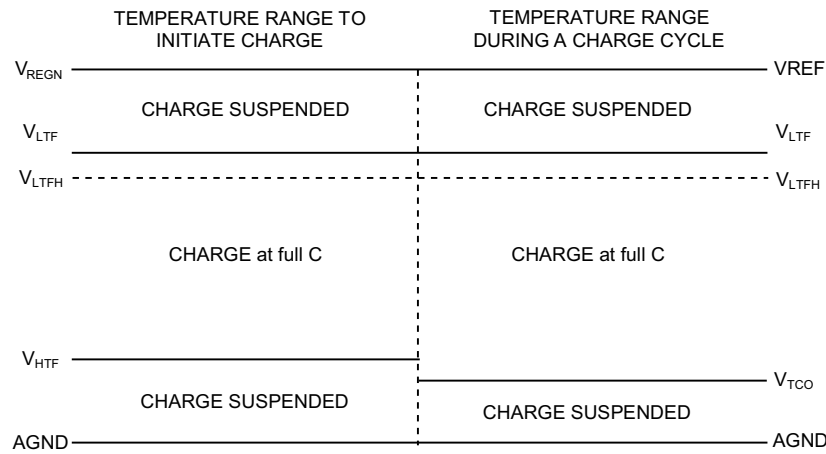 TEMPERATURE RANGE TO
INITIATE CHARGE
TEMPERATURE RANGE
DURING A CHARGE CYCLE
VREGN
VREF
CHARGE SUSPENDED
CHARGE SUSPENDED
VLTF
VLTF
VLTFH
VLTFH
CHARGE at full C
CHARGE at full C
VHTF
VTCO
CHARGE SUSPENDED
CHARGE SUSPENDED
AGND
AGND